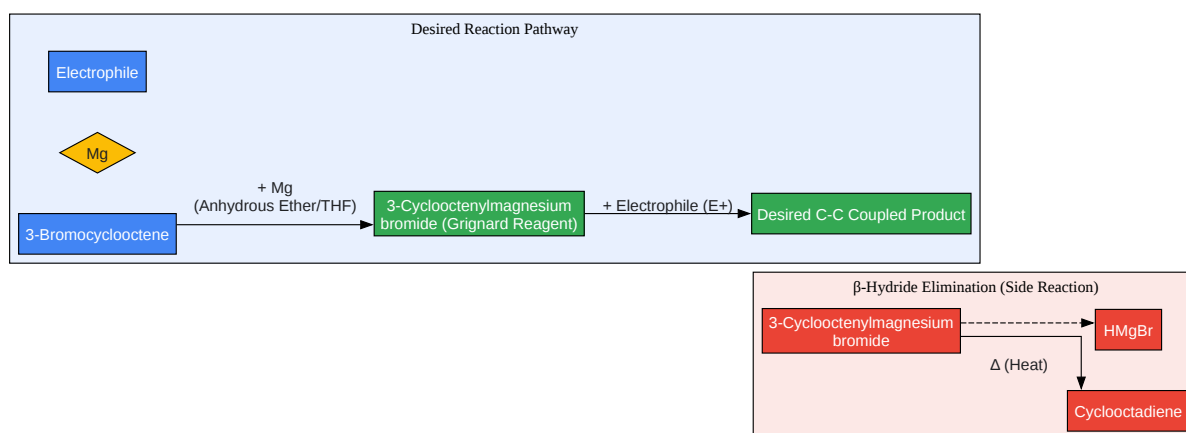 Desired Reaction Pathway
Electrophile
Mg
+ Mg
(Anhydrous Ether/THF)
3-Bromocyclooctene
3-Cyclooctenylmagnesium
bromide (Grignard Reagent)
+ Electrophile (E+)
Desired C-C Coupled Product
β-Hydride Elimination (Side Reaction)
3-Cyclooctenylmagnesium
bromide
HMgBr
Δ (Heat)
Cyclooctadiene